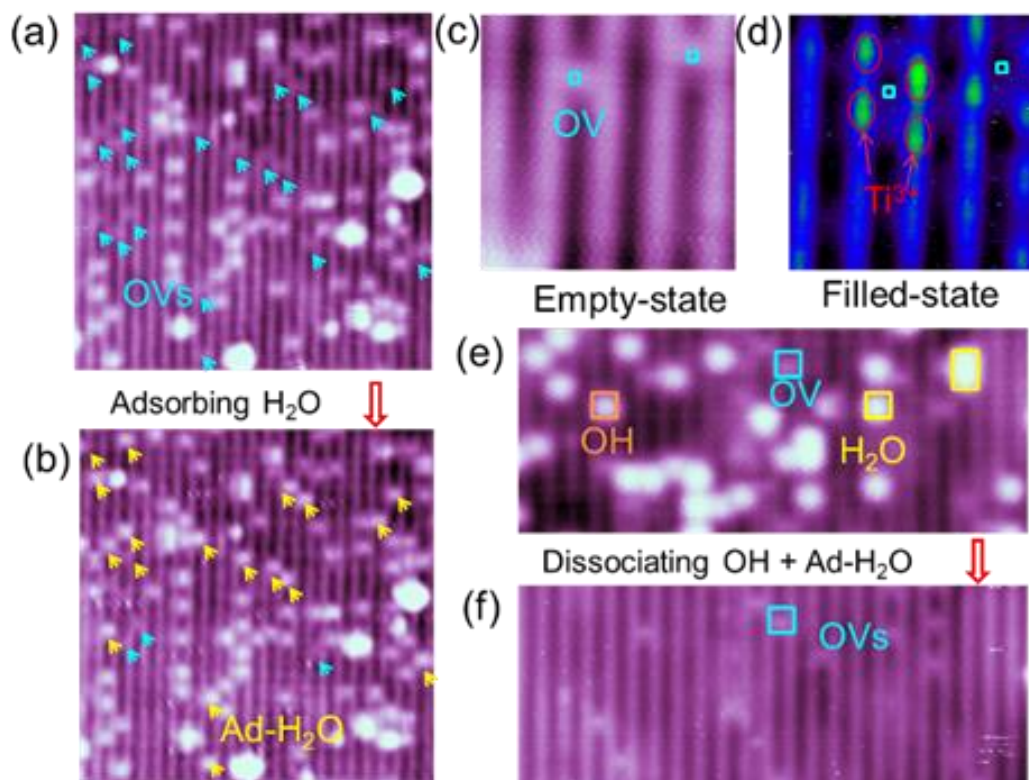 (a)
OVs
(c)
OV
Empty-state
(d)
Ti³⁺
Filled-state
Adsorbing H₂O
(b)
Ad-H₂O
(e)
OH
OV
H₂O
Dissociating OH + Ad-H₂O
(f)
OVs